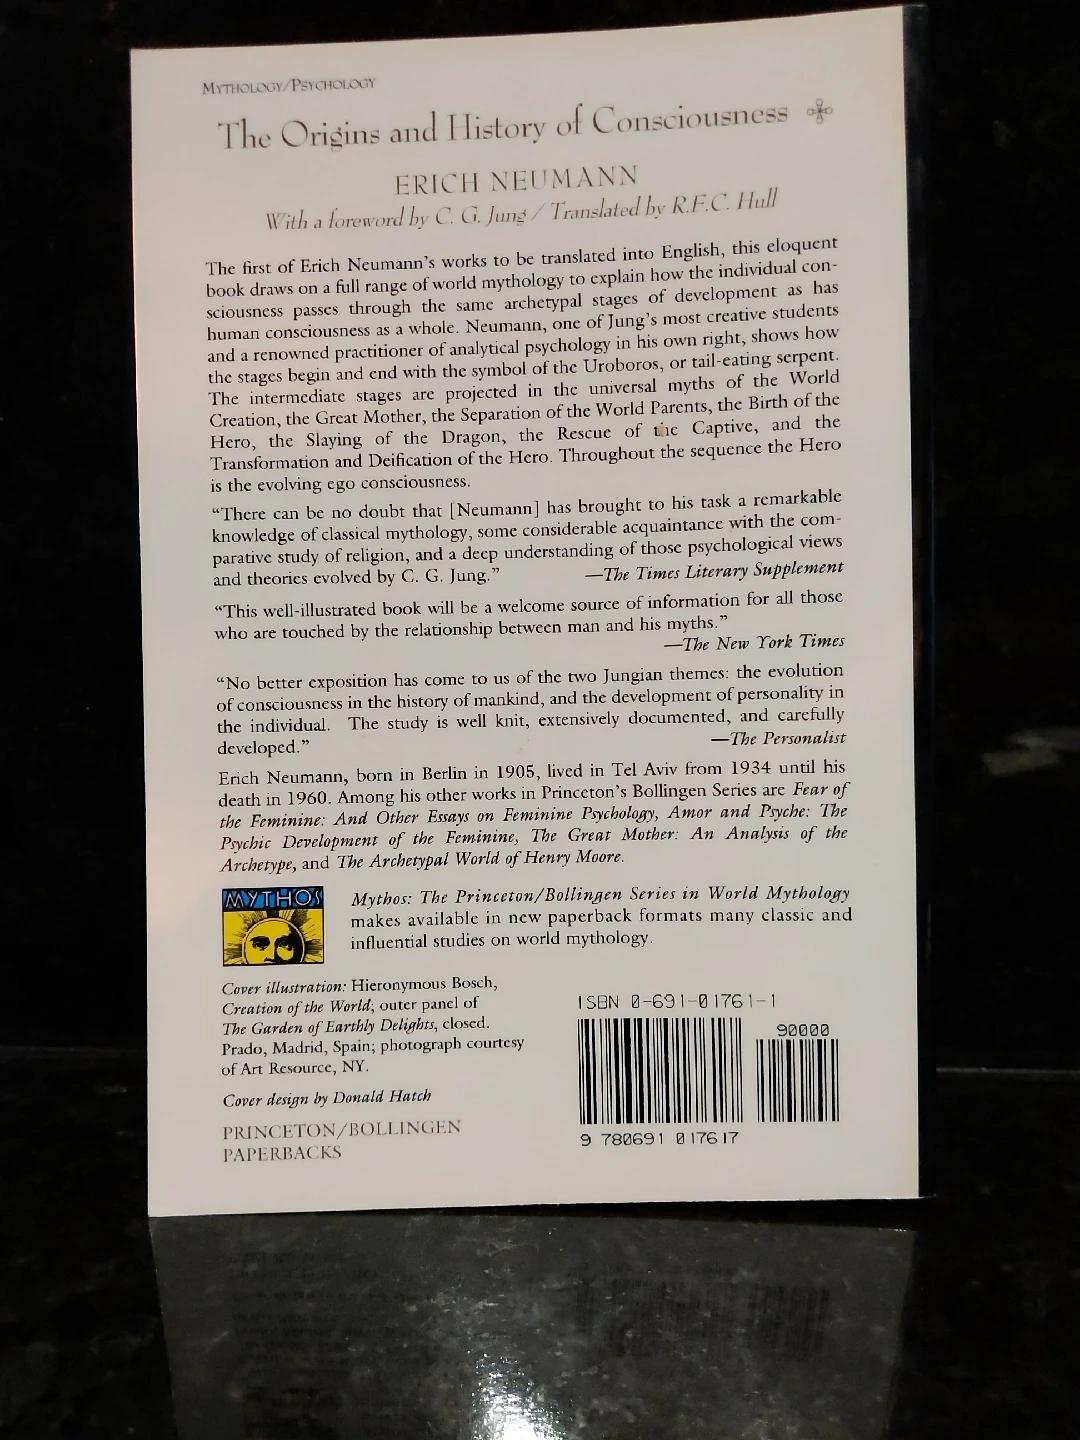 Mythology/Psychology
The Origins and History of Consciousness
ERICH NEUMANN
With a foreword by C. G. Jung / Translated by R.F.C. Hull
The first of Erich Neumann's works to be translated into English, this eloquent
book draws on a full range of world mythology to explain how the individual con-
sciousness passes through the same archetypal stages of development as has
human consciousness as a whole. Neumann, one of Jung's most creative students
and a renowned practitioner of analytical psychology in his own right, shows how
the stages begin and end with the symbol of the Uroboros, or tail-eating serpent.
The intermediate stages are projected in the universal myths of the World
Creation, the Great Mother, the Separation of the World Parents, the Birth of the
Hero, the Slaying of the Dragon, the Rescue of the Captive, and the
Transformation and Deification of the Hero. Throughout the sequence the Hero
is the evolving ego consciousness.
"There can be no doubt that [Neumann] has brought to his task a remarkable
knowledge of classical mythology, some considerable acquaintance with the com-
parative study of religion, and a deep understanding of those psychological views
and theories evolved by C. G. Jung." —The Times Literary Supplement
"This well-illustrated book will be a welcome source of information for all those
who are touched by the relationship between man and his myths."
—The New York Times
"No better exposition has come to us of the two Jungian themes: the evolution
of consciousness in the history of mankind, and the development of personality in
the individual. The study is well knit, extensively documented, and carefully
developed." —The Personalist
Erich Neumann, born in Berlin in 1905, lived in Tel Aviv from 1934 until his
death in 1960. Among his other works in Princeton's Bollingen Series are Fear of
the Feminine: And Other Essays on Feminine Psychology, Amor and Psyche: The
Psychic Development of the Feminine, The Great Mother: An Analysis of the
Archetype, and The Archetypal World of Henry Moore.
MYTHOS
Mythos: The Princeton/Bollingen Series in World Mythology
makes available in new paperback formats many classic and
influential studies on world mythology.
Cover illustration: Hieronymous Bosch,
Creation of the World; outer panel of
The Garden of Earthly Delights, closed.
Prado, Madrid, Spain; photograph courtesy
of Art Resource, NY.
Cover design by Donald Hatch
PRINCETON/BOLLINGEN
PAPERBACKS
ISBN 0-691-01761-1
90000
9 780691 017617